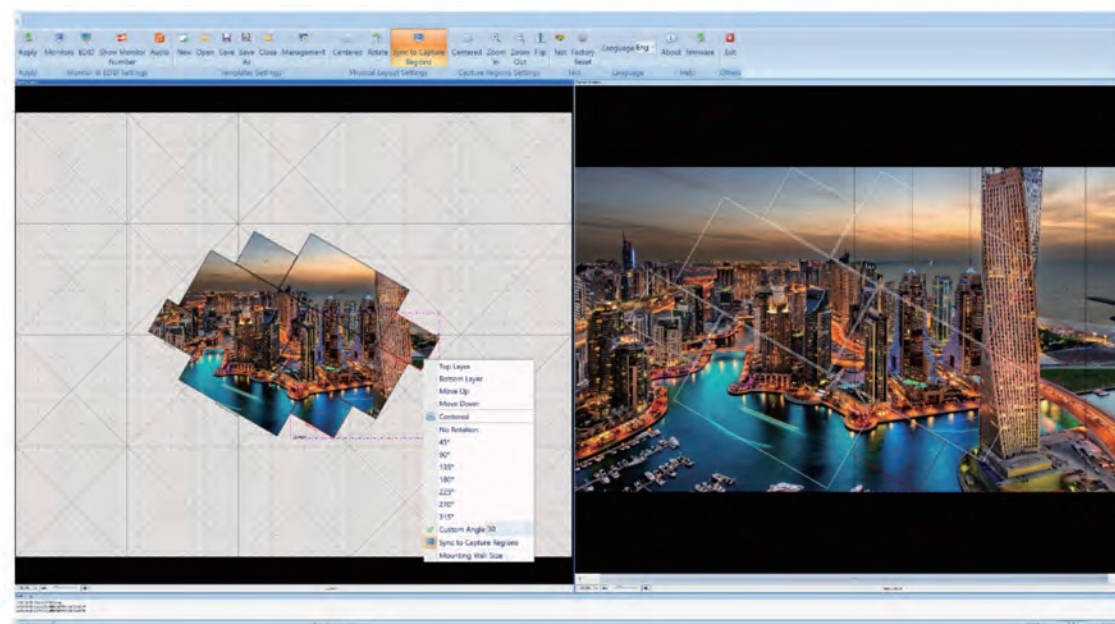 Apply Monitors EDID Show Monitor Number Audio New Open Save Save As Close Management Centered Rotate Sync to Capture Regions Centered Zoom In Zoom Out Flip Test Factory Reset Language Eng About firmware Exit
Apply Monitor & EDID Settings Templates Settings Physical Layout Settings Capture Regions Settings Test Language Help Others
Top Layer
Bottom Layer
Move Up
Move Down
Centered
No Rotation
45°
90°
135°
180°
225°
270°
315°
Custom Angle 30
Sync to Capture Regions
Mounting Wall Size